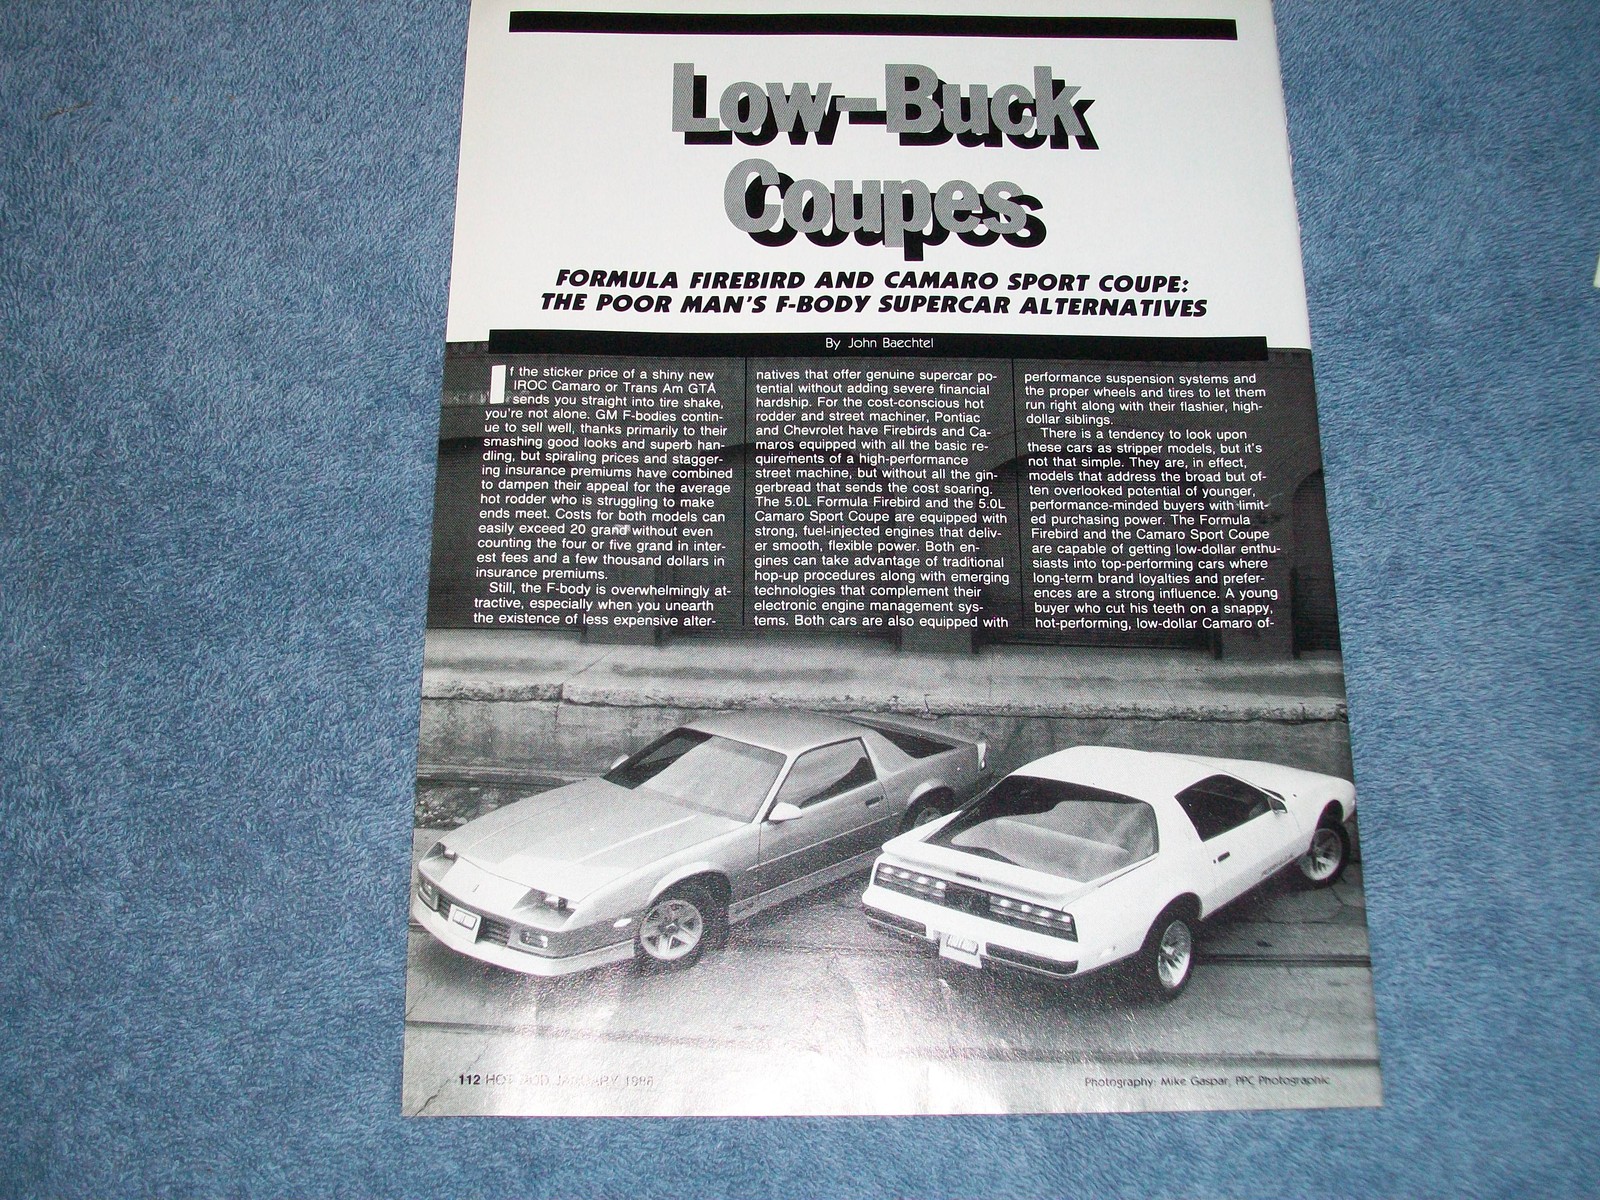 Low-Buck
Coupes
FORMULA FIREBIRD AND CAMARO SPORT COUPE:
THE POOR MAN'S F-BODY SUPERCAR ALTERNATIVES
By John Baechtel
If the sticker price of a shiny new
IROC Camaro or Trans Am GTA
sends you straight into tire shake,
you're not alone. GM F-bodies contin-
ue to sell well, thanks primarily to their
smashing good looks and superb han-
dling, but spiraling prices and stagger-
ing insurance premiums have combined
to dampen their appeal for the average
hot rodder who is struggling to make
ends meet. Costs for both models can
easily exceed 20 grand without even
counting the four or five grand in inter-
est fees and a few thousand dollars in
insurance premiums.
Still, the F-body is overwhelmingly at-
tractive, especially when you unearth
the existence of less expensive alter-
natives that offer genuine supercar po-
tential without adding severe financial
hardship. For the cost-conscious hot
rodder and street machiner, Pontiac
and Chevrolet have Firebirds and Ca-
maros equipped with all the basic re-
quirements of a high-performance
street machine, but without all the gin-
gerbread that sends the cost soaring.
The 5.0L Formula Firebird and the 5.0L
Camaro Sport Coupe are equipped with
strong, fuel-injected engines that deliv-
er smooth, flexible power. Both en-
gines can take advantage of traditional
hop-up procedures along with emerging
technologies that complement their
electronic engine management sys-
tems. Both cars are also equipped with
performance suspension systems and
the proper wheels and tires to let them
run right along with their flashier, high-
dollar siblings.
There is a tendency to look upon
these cars as stripper models, but it's
not that simple. They are, in effect,
models that address the broad but of-
ten overlooked potential of younger,
performance-minded buyers with limit-
ed purchasing power. The Formula
Firebird and the Camaro Sport Coupe
are capable of getting low-dollar enthu-
siasts into top-performing cars where
long-term brand loyalties and prefer-
ences are a strong influence. A young
buyer who cut his teeth on a snappy,
hot-performing, low-dollar Camaro of-
112 HOT ROD JANUARY
Photography: Mike Gaspar, PPC Photographic